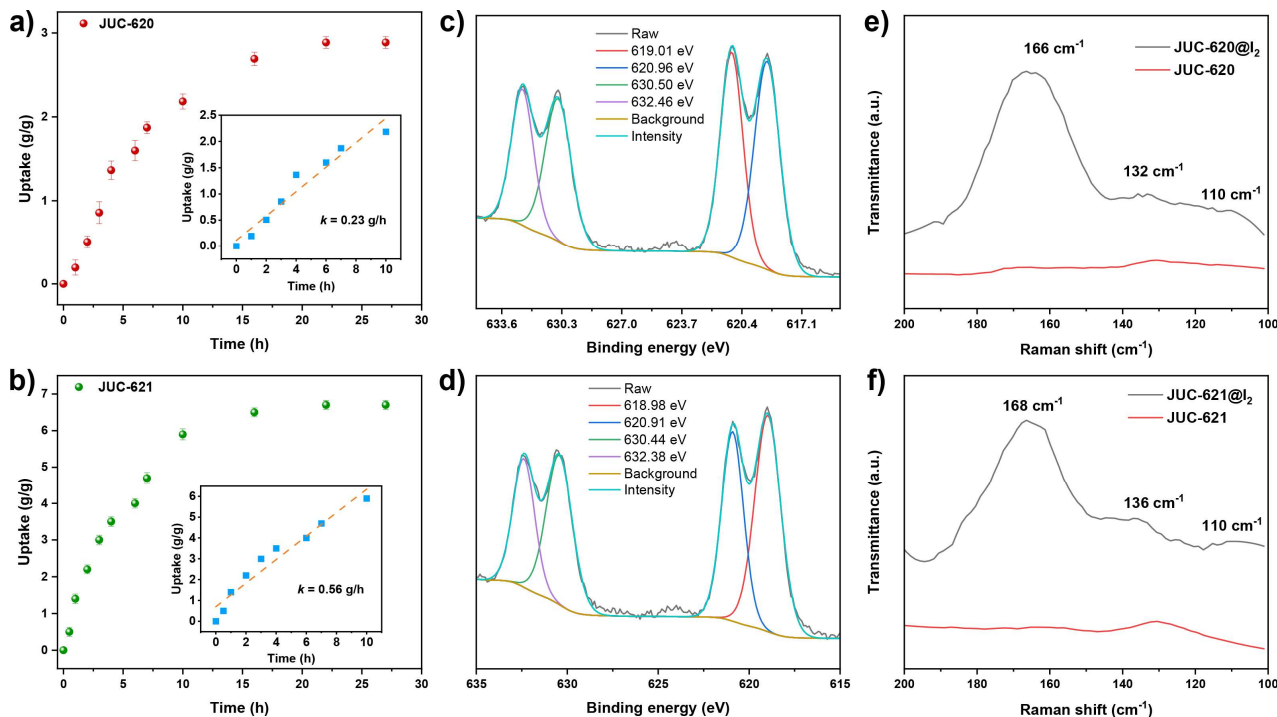 a)
JUC-620
Uptake (g/g)
3
2
1
0
0 5 10 15 20 25 30
Time (h)
Uptake (g/g)
2.5
2.0
1.5
1.0
0.5
0.0
k = 0.23 g/h
0 2 4 6 8 10
Time (h)
c)
Raw
619.01 eV
620.96 eV
630.50 eV
632.46 eV
Background
Intensity
633.6 630.3 627.0 623.7 620.4 617.1
Binding energy (eV)
e)
166 cm-1
JUC-620@I2
JUC-620
132 cm-1
110 cm-1
Transmittance (a.u.)
200 180 160 140 120 100
Raman shift (cm-1)
b)
JUC-621
Uptake (g/g)
7
6
5
4
3
2
1
0
0 5 10 15 20 25 30
Time (h)
Uptake (g/g)
6
5
4
3
2
1
0
k = 0.56 g/h
0 2 4 6 8 10
Time (h)
d)
Raw
618.98 eV
620.91 eV
630.44 eV
632.38 eV
Background
Intensity
635 630 625 620 615
Binding energy (eV)
f)
168 cm-1
JUC-621@I2
JUC-621
136 cm-1
110 cm-1
Transmittance (a.u.)
200 180 160 140 120 100
Raman shift (cm-1)